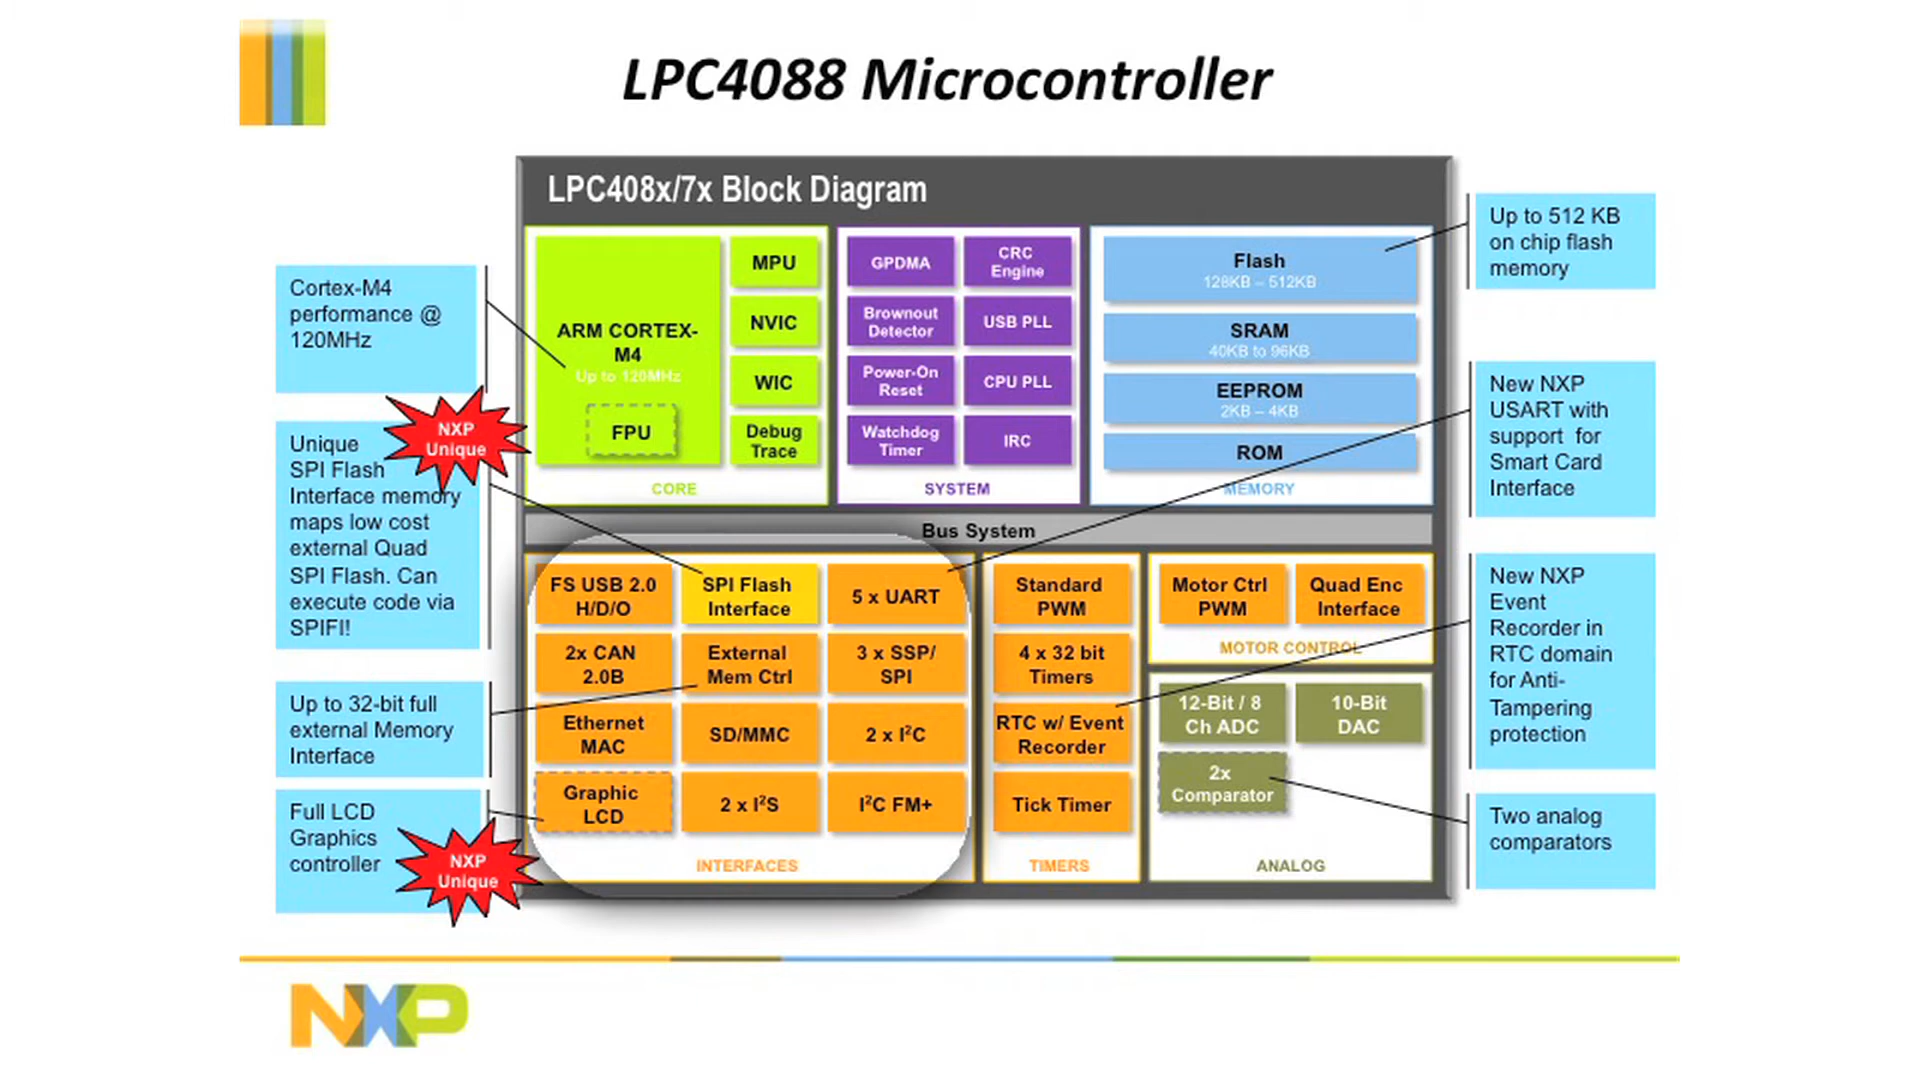 LPC4088 Microcontroller
LPC408x/7x Block Diagram
Cortex-M4
performance @
120MHz
NXP
Unique
Unique
SPI Flash
Interface memory
maps low cost
external Quad
SPI Flash. Can
execute code via
SPIFI!
Up to 32-bit full
external Memory
Interface
Full LCD
Graphics
controller
NXP
Unique
ARM CORTEX-
M4
Up to 120MHz
FPU
MPU
NVIC
WIC
Debug
Trace
CORE
GPDMA
CRC
Engine
Brownout
Detector
USB PLL
Power-On
Reset
CPU PLL
Watchdog
Timer
IRC
SYSTEM
Flash
128KB – 512KB
SRAM
40KB to 96KB
EEPROM
2KB – 4KB
ROM
MEMORY
Bus System
FS USB 2.0
H/D/O
SPI Flash
Interface
5 x UART
2x CAN
2.0B
External
Mem Ctrl
3 x SSP/
SPI
Ethernet
MAC
SD/MMC
2 x I²C
Graphic
LCD
2 x I²S
I²C FM+
INTERFACES
Standard
PWM
4 x 32 bit
Timers
RTC w/ Event
Recorder
Tick Timer
TIMERS
Motor Ctrl
PWM
Quad Enc
Interface
MOTOR CONTROL
12-Bit / 8
Ch ADC
10-Bit
DAC
2x
Comparator
ANALOG
Up to 512 KB
on chip flash
memory
New NXP
USART with
support for
Smart Card
Interface
New NXP
Event
Recorder in
RTC domain
for Anti-
Tampering
protection
Two analog
comparators
NXP